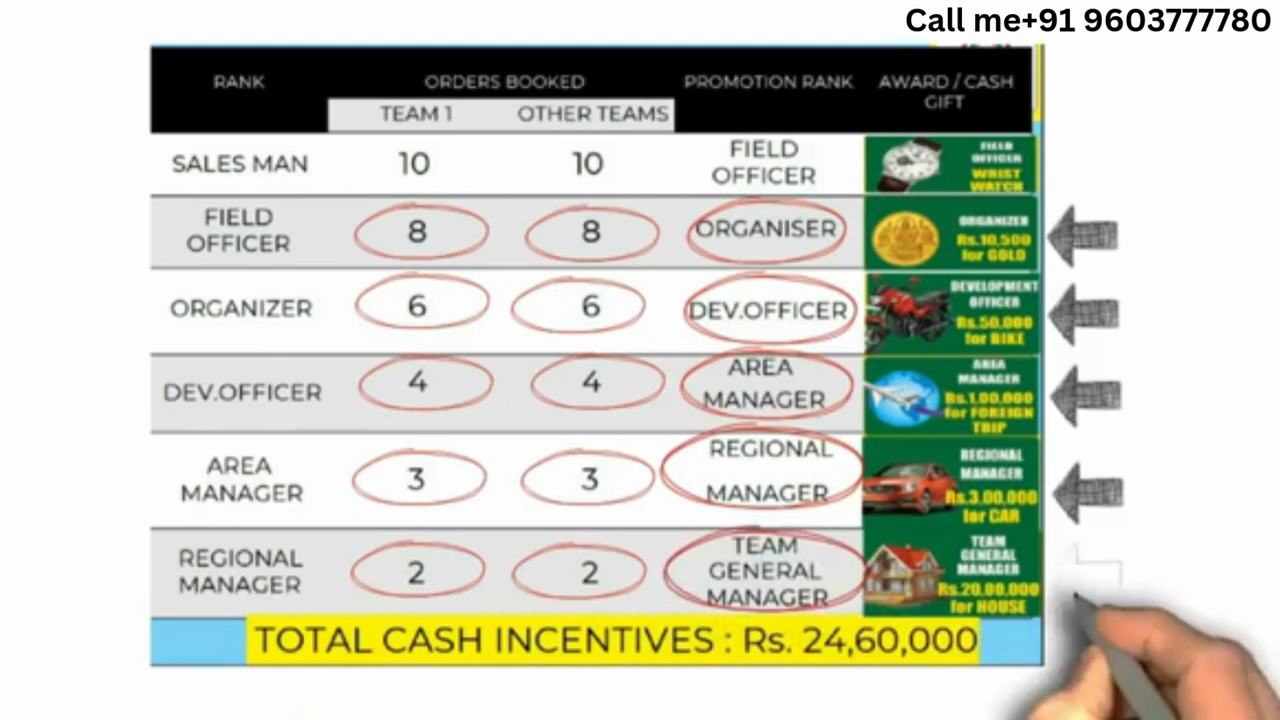 Call me+91 9603777780
RANK
ORDERS BOOKED
PROMOTION RANK
AWARD / CASH
GIFT
TEAM 1
OTHER TEAMS
SALES MAN
10
10
FIELD
OFFICER
FIELD
OFFICER
WRIST
WATCH
FIELD
OFFICER
8
8
ORGANISER
ORGANIZER
Rs.10,500
for GOLD
ORGANIZER
6
6
DEV.OFFICER
DEVELOPMENT
OFFICER
Rs.50,000
for BIKE
DEV.OFFICER
4
4
AREA
MANAGER
AREA
MANAGER
Rs.1,00,000
for FOREIGN
TRIP
AREA
MANAGER
3
3
REGIONAL
MANAGER
REGIONAL
MANAGER
Rs.3,00,000
for CAR
REGIONAL
MANAGER
2
2
TEAM
GENERAL
MANAGER
TEAM
GENERAL
MANAGER
Rs.20,00,000
for HOUSE
TOTAL CASH INCENTIVES : Rs. 24,60,000